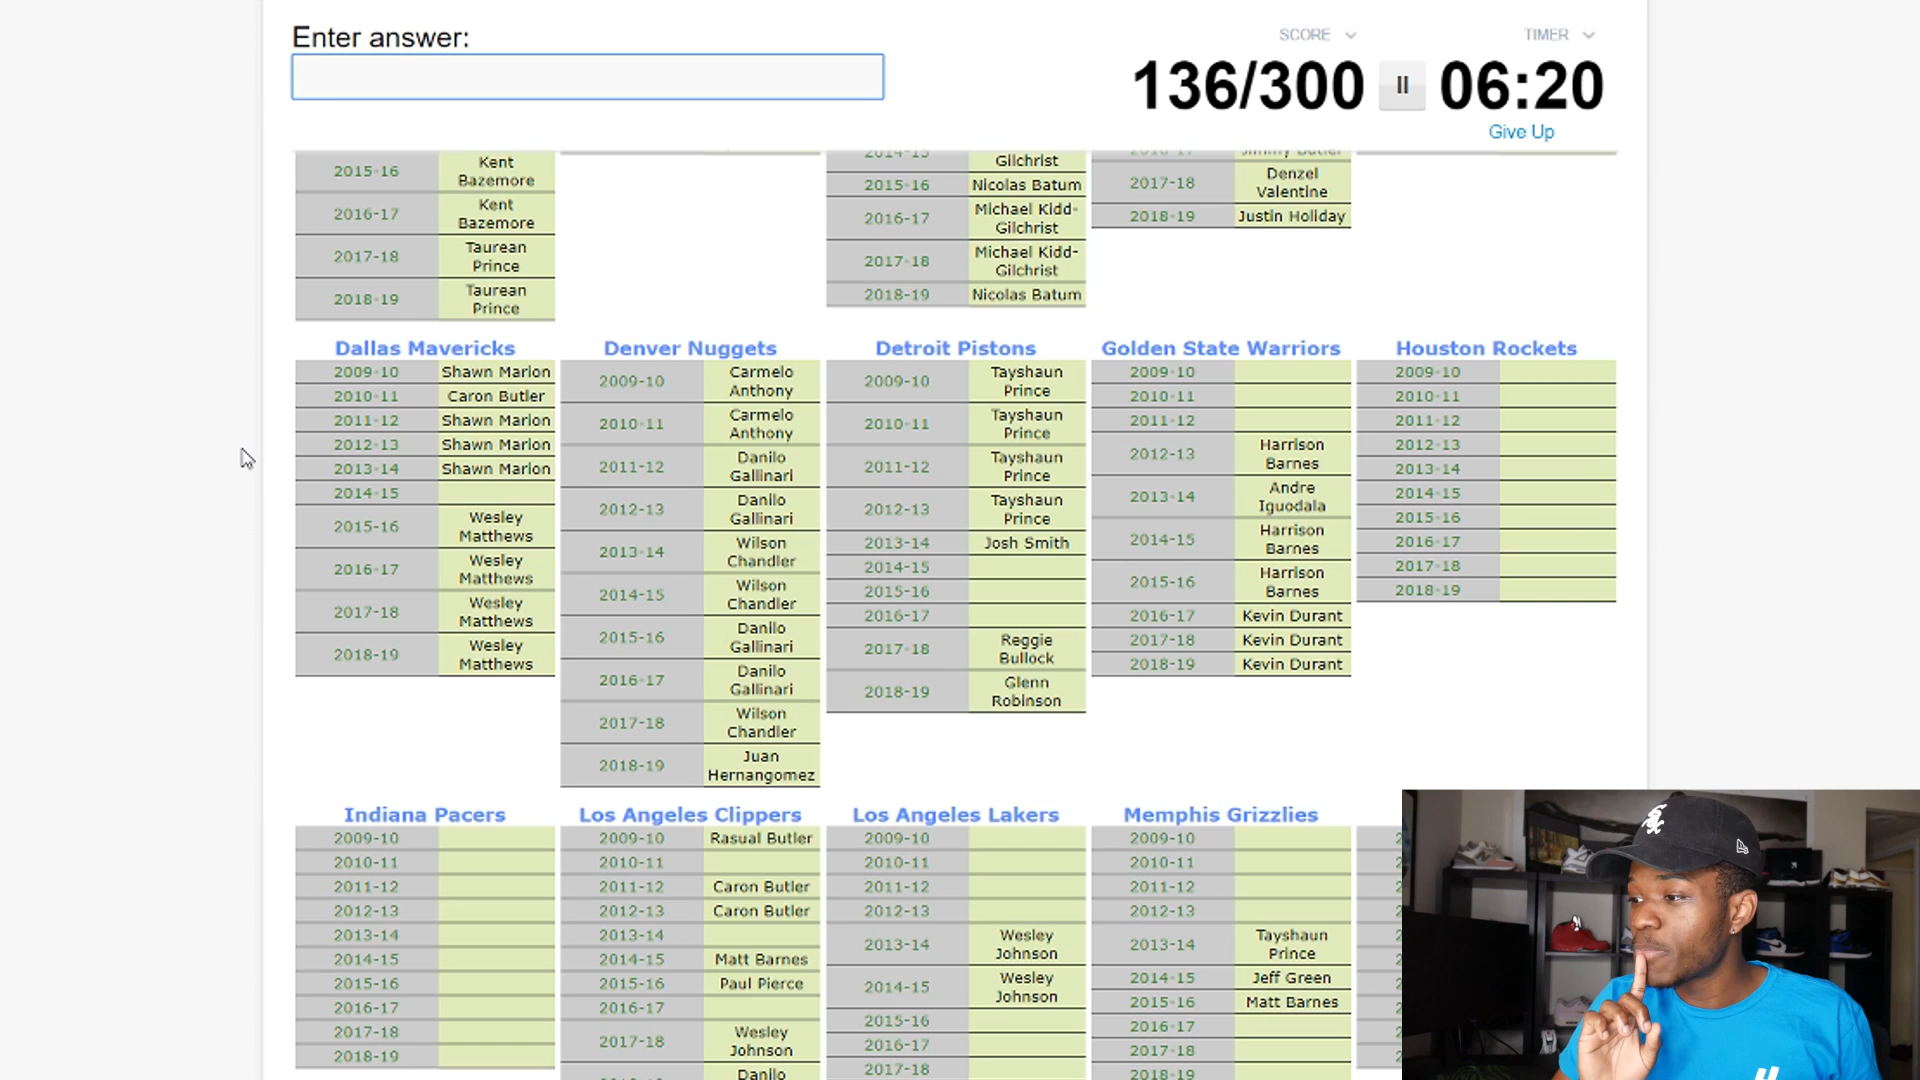 Enter answer:
SCORE
TIMER
136/300
06:20
Give Up
2015-16 Kent Bazemore
2016-17 Kent Bazemore
2017-18 Taurean Prince
2018-19 Taurean Prince
2014-15 Gilchrist
2015-16 Nicolas Batum
2016-17 Michael Kidd-Gilchrist
2017-18 Michael Kidd-Gilchrist
2018-19 Nicolas Batum
2016-17 Jimmy Butler
2017-18 Denzel Valentine
2018-19 Justin Holiday
Dallas Mavericks
2009-10 Shawn Marion
2010-11 Caron Butler
2011-12 Shawn Marion
2012-13 Shawn Marion
2013-14 Shawn Marion
2014-15
2015-16 Wesley Matthews
2016-17 Wesley Matthews
2017-18 Wesley Matthews
2018-19 Wesley Matthews
Denver Nuggets
2009-10 Carmelo Anthony
2010-11 Carmelo Anthony
2011-12 Danilo Gallinari
2012-13 Danilo Gallinari
2013-14 Wilson Chandler
2014-15 Wilson Chandler
2015-16 Danilo Gallinari
2016-17 Danilo Gallinari
2017-18 Wilson Chandler
2018-19 Juan Hernangomez
Detroit Pistons
2009-10 Tayshaun Prince
2010-11 Tayshaun Prince
2011-12 Tayshaun Prince
2012-13 Tayshaun Prince
2013-14 Josh Smith
2014-15
2015-16
2016-17
2017-18 Reggie Bullock
2018-19 Glenn Robinson
Golden State Warriors
2009-10
2010-11
2011-12
2012-13 Harrison Barnes
2013-14 Andre Iguodala
2014-15 Harrison Barnes
2015-16 Harrison Barnes
2016-17 Kevin Durant
2017-18 Kevin Durant
2018-19 Kevin Durant
Houston Rockets
2009-10
2010-11
2011-12
2012-13
2013-14
2014-15
2015-16
2016-17
2017-18
2018-19
Indiana Pacers
2009-10
2010-11
2011-12
2012-13
2013-14
2014-15
2015-16
2016-17
2017-18
2018-19
Los Angeles Clippers
2009-10 Rasual Butler
2010-11
2011-12 Caron Butler
2012-13 Caron Butler
2013-14
2014-15 Matt Barnes
2015-16 Paul Pierce
2016-17
2017-18 Wesley Johnson
Danilo
Los Angeles Lakers
2009-10
2010-11
2011-12
2012-13
2013-14 Wesley Johnson
2014-15 Wesley Johnson
2015-16
2016-17
2017-18
Memphis Grizzlies
2009-10
2010-11
2011-12
2012-13
2013-14 Tayshaun Prince
2014-15 Jeff Green
2015-16 Matt Barnes
2016-17
2017-18
2018-19